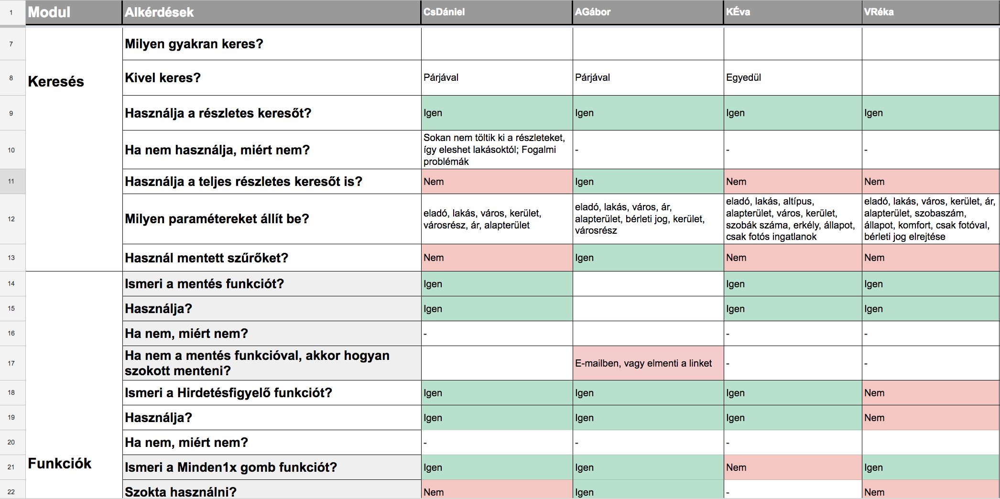 1 Modul Alkérdések CsDániel AGábor KÉva VRéka
7 Milyen gyakran keres?
Keresés
8 Kivel keres? Párjával Párjával Egyedül
9 Használja a részletes keresőt? Igen Igen Igen Igen
10 Ha nem használja, miért nem?
Sokan nem töltik ki a részleteket,
így eleshet lakásoktól; Fogalmi
problémák
- - -
11 Használja a teljes részletes keresőt is? Nem Igen Nem Nem
12 Milyen paramétereket állít be?
eladó, lakás, város, kerület,
városrész, ár, alapterület
eladó, lakás, város, ár,
alapterület, bérleti jog, kerület,
városrész
eladó, lakás, altípus,
alapterület, város, kerület,
szobák száma, erkély, állapot,
csak fotós ingatlanok
eladó, lakás, város, kerület, ár,
alapterület, szobaszám,
állapot, komfort, csak fotóval,
bérleti jog elrejtése
13 Használ mentett szűrőket? Nem Igen Nem Nem
14 Ismeri a mentés funkciót? Igen Igen Igen
15 Használja? Igen Igen Igen
16 Ha nem, miért nem? - - -
17 Ha nem a mentés funkcióval, akkor hogyan
szokott menteni?
E-mailben, vagy elmenti a linket - -
18 Ismeri a Hirdetésfigyelő funkciót? Igen Igen Igen Nem
19 Használja? Igen Igen Igen Nem
20 Ha nem, miért nem? - - -
Funkciók
21 Ismeri a Minden1x gomb funkciót? Igen Igen Nem Igen
22 Szokta használni? Nem Igen - Nem